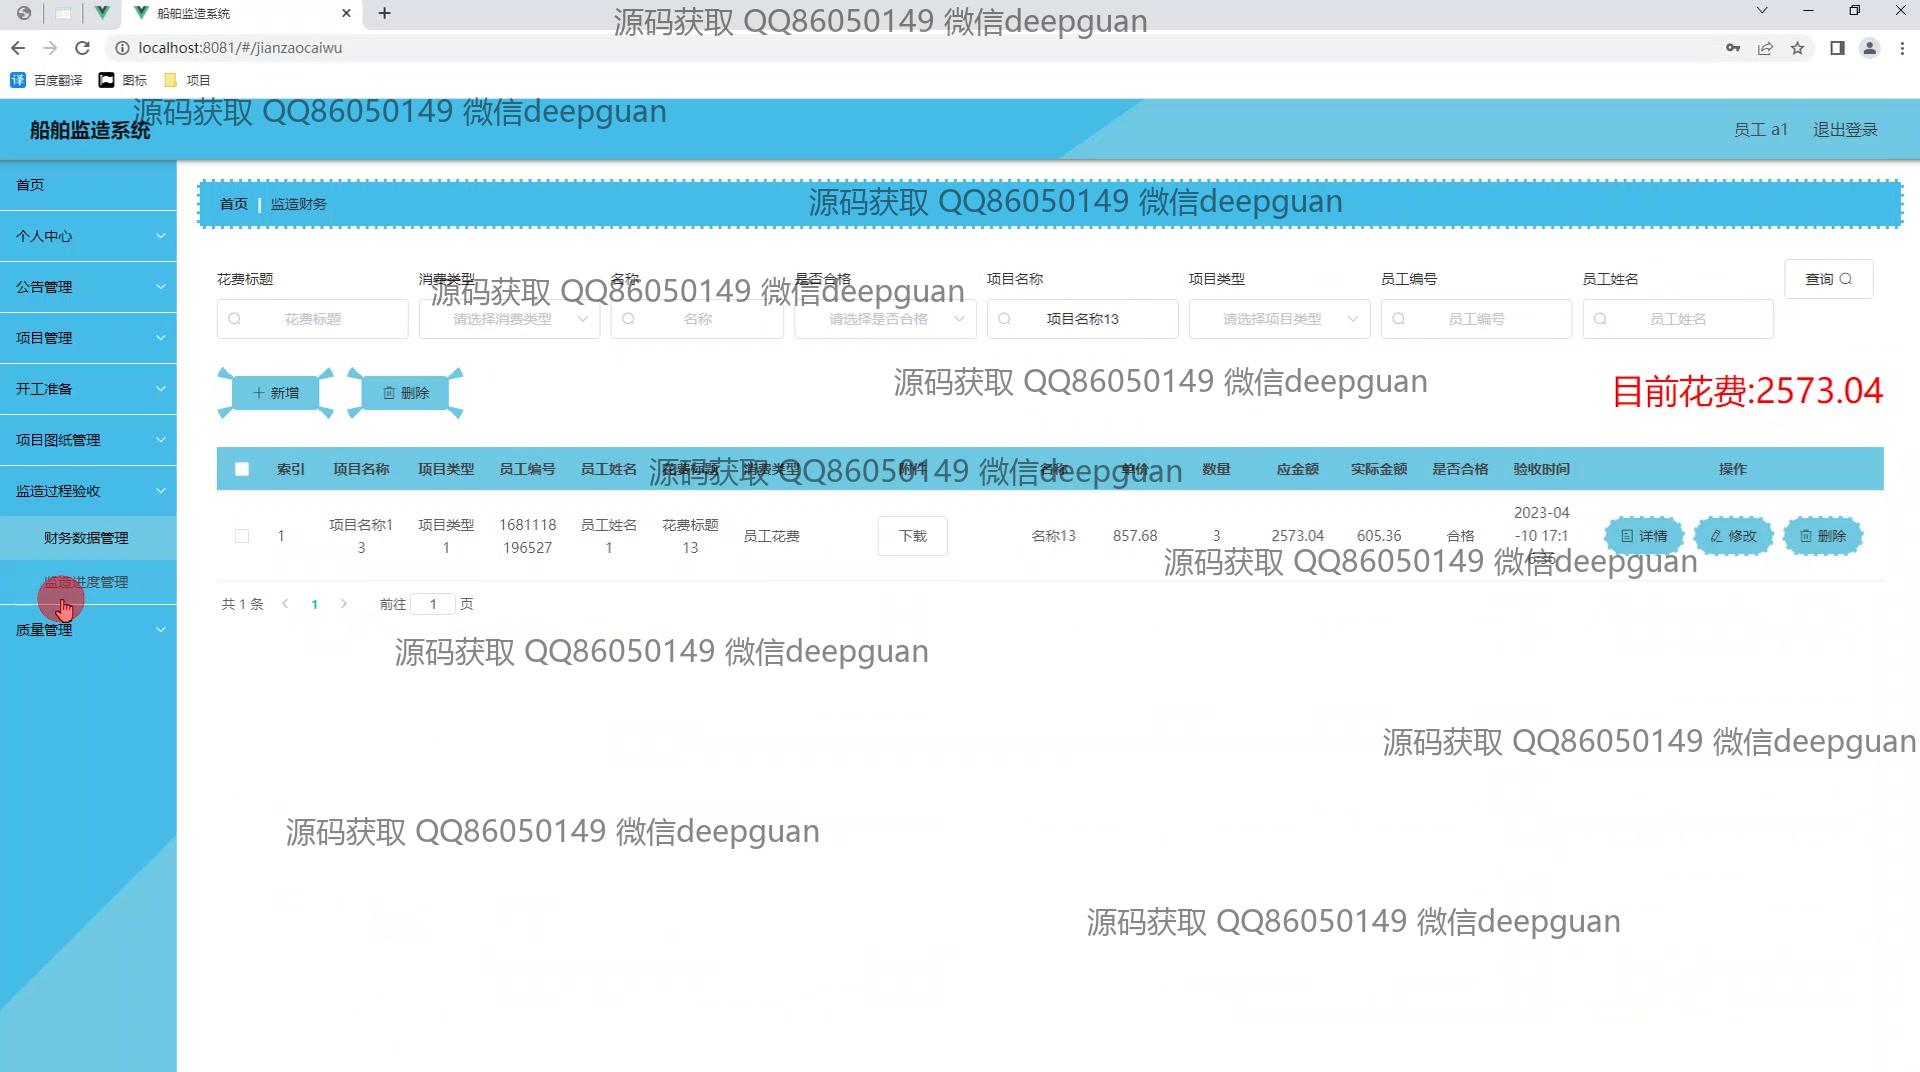 船舶监造系统
源码获取 QQ86050149 微信deepguan
localhost:8081/#/jianzaocaiwu
百度翻译 图标 项目
源码获取 QQ86050149 微信deepguan
船舶监造系统
员工 a1 退出登录
首页
个人中心
公告管理
项目管理
开工准备
项目图纸管理
监造过程验收
财务数据管理
监造进度管理
质量管理
首页 | 监造财务
源码获取 QQ86050149 微信deepguan
花费标题 消费类型 名称 是否合格 项目名称 项目类型 员工编号 员工姓名 查询
源码获取 QQ86050149 微信deepguan
花费标题 请选择消费类型 名称 请选择是否合格 项目名称13 请选择项目类型 员工编号 员工姓名
新增 删除
源码获取 QQ86050149 微信deepguan
目前花费:2573.04
索引 项目名称 项目类型 员工编号 员工姓名 花费标题 消费类型 附件 名称 单价 数量 应金额 实际金额 是否合格 验收时间 操作
源码获取 QQ86050149 微信deepguan
1 项目名称13 项目类型1 1681118196527 员工姓名1 花费标题13 员工花费 下载 名称13 857.68 3 2573.04 605.36 合格 2023-04-10 17:1 详情 修改 删除
源码获取 QQ86050149 微信deepguan
共 1 条 1 前往 1 页
源码获取 QQ86050149 微信deepguan
源码获取 QQ86050149 微信deepguan
源码获取 QQ86050149 微信deepguan
源码获取 QQ86050149 微信deepguan